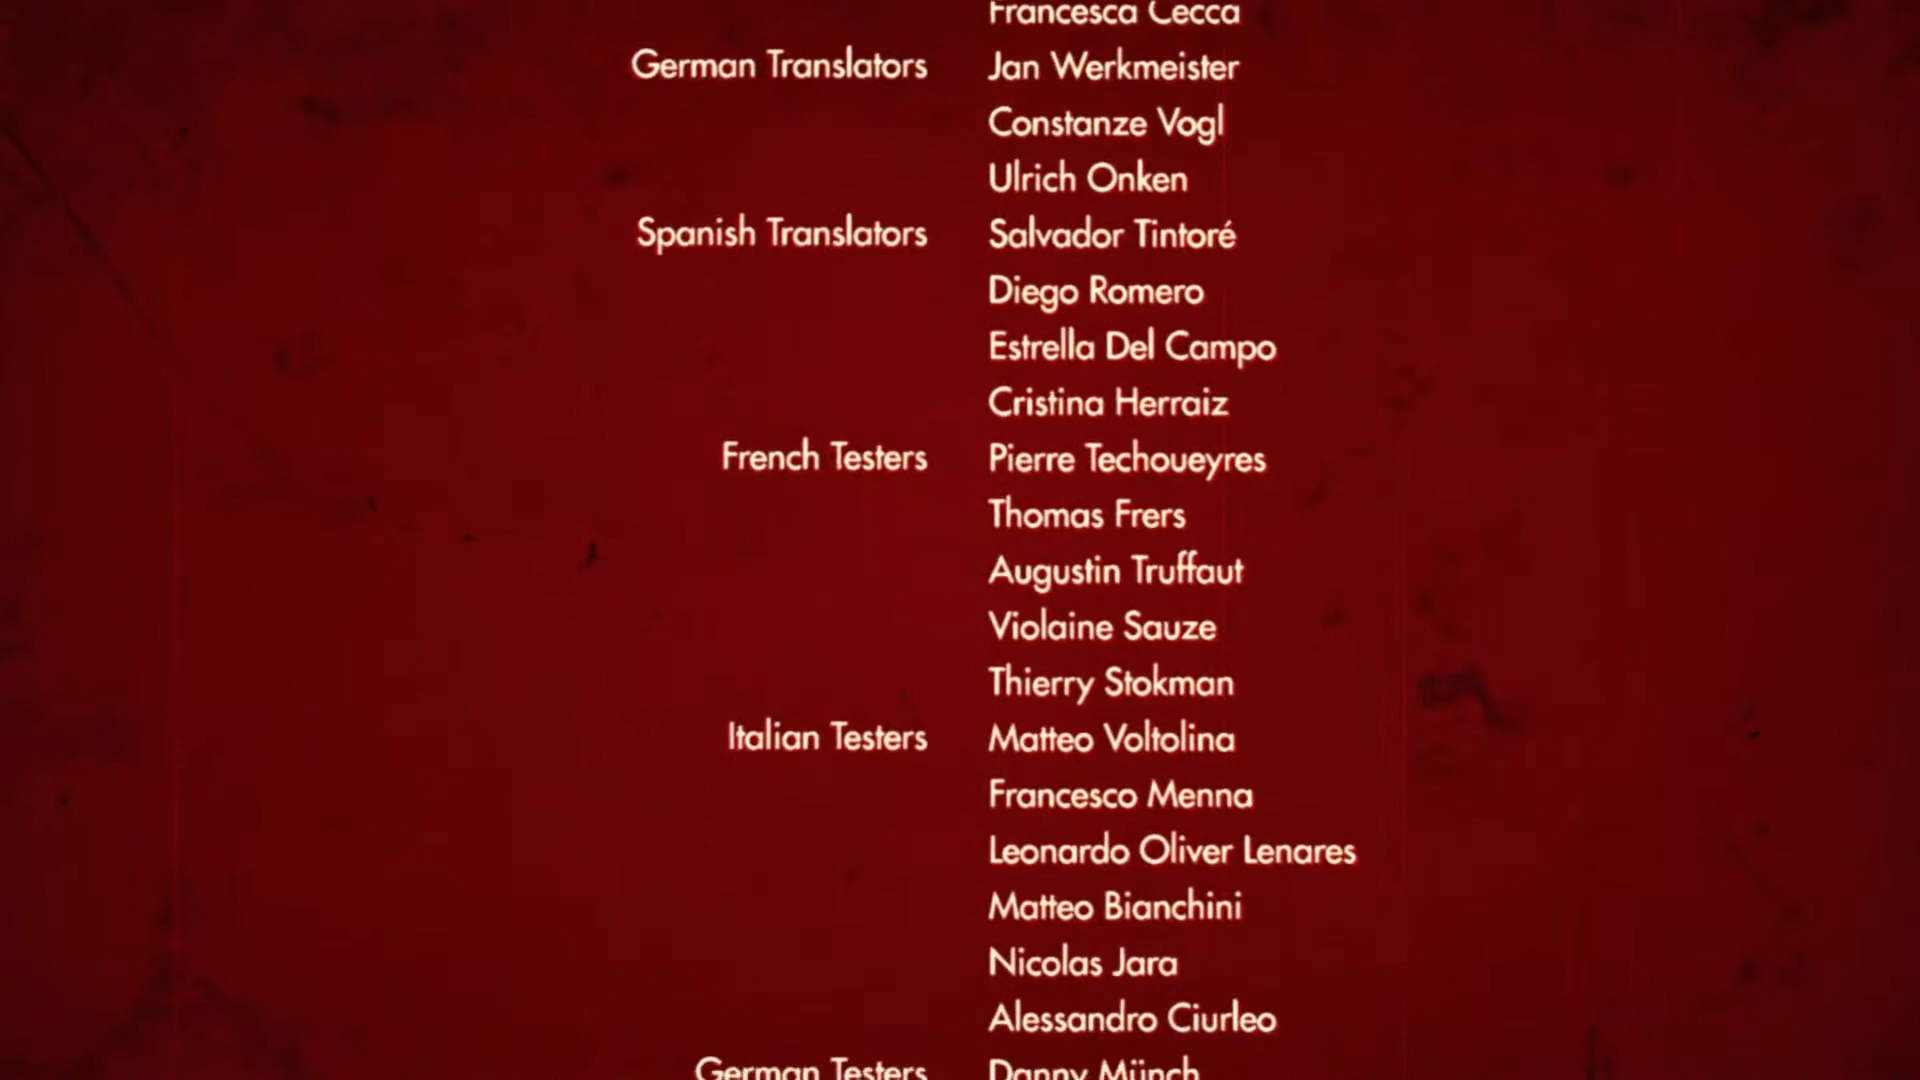 Francesca Cecca
German Translators Jan Werkmeister
Constanze Vogl
Ulrich Onken
Spanish Translators Salvador Tintoré
Diego Romero
Estrella Del Campo
Cristina Herraiz
French Testers Pierre Techoueyres
Thomas Frers
Augustin Truffaut
Violaine Sauze
Thierry Stokman
Italian Testers Matteo Voltolina
Francesco Menna
Leonardo Oliver Lenares
Matteo Bianchini
Nicolas Jara
Alessandro Ciurleo
German Testers Danny Münch